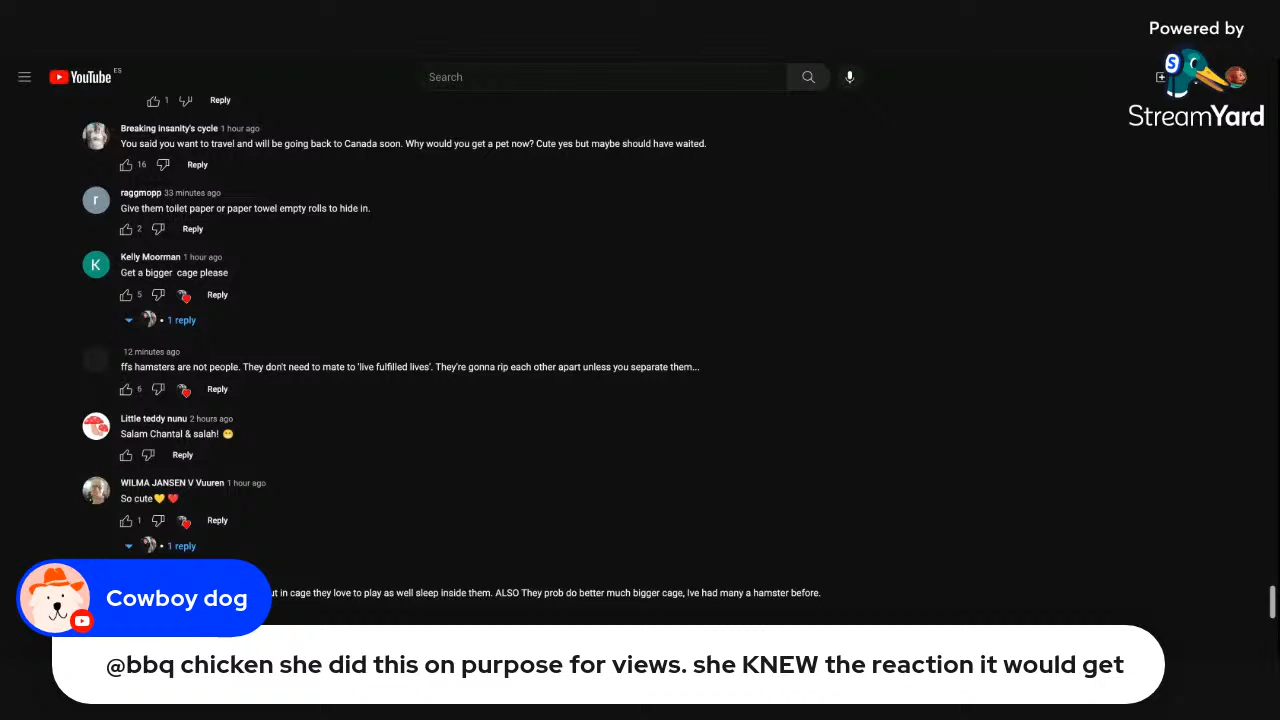 Powered by
StreamYard
YouTube ES
Search
1 Reply
Breaking insanity's cycle 1 hour ago
You said you want to travel and will be going back to Canada soon. Why would you get a pet now? Cute yes but maybe should have waited.
16 Reply
r
raggmopp 33 minutes ago
Give them toilet paper or paper towel empty rolls to hide in.
2 Reply
K
Kelly Moorman 1 hour ago
Get a bigger cage please
5 Reply
1 reply
12 minutes ago
ffs hamsters are not people. They don't need to mate to 'live fulfilled lives'. They're gonna rip each other apart unless you separate them...
6 Reply
Little teddy nunu 2 hours ago
Salam Chantal & salah! 😁
Reply
WILMA JANSEN V Vuuren 1 hour ago
So cute💛 ❤️
1 Reply
1 reply
ut in cage they love to play as well sleep inside them. ALSO They prob do better much bigger cage, Ive had many a hamster before.
Cowboy dog
@bbq chicken she did this on purpose for views. she KNEW the reaction it would get